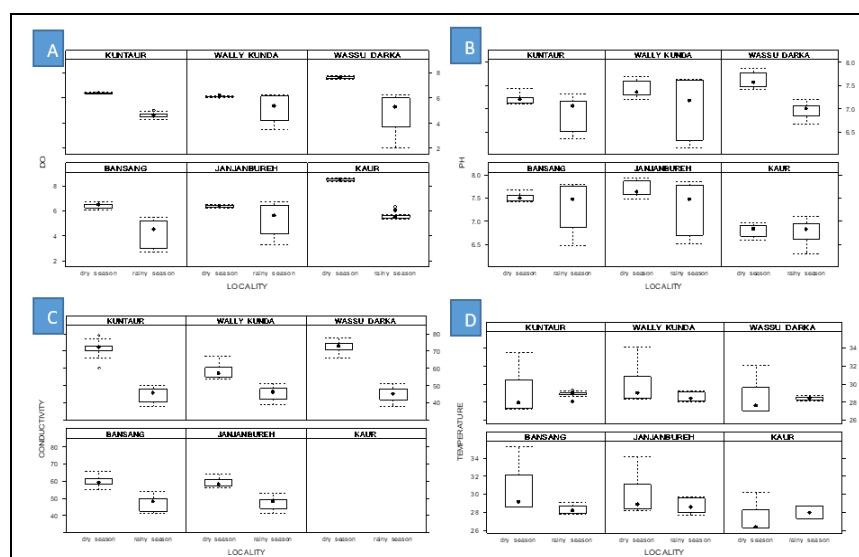 A
KUNTAUR WALLY KUNDA WASSU DARKA
8
6
4
2
BANSANG JANJANBUREH KAUR
8
6
4
2
DO
dry season rainy season dry season rainy season dry season rainy season
LOCALITY
B
KUNTAUR WALLY KUNDA WASSU DARKA
8.0
7.5
7.0
6.5
BANSANG JANJANBUREH KAUR
8.0
7.5
7.0
6.5
PH
dry season rainy season dry season rainy season dry season rainy season
LOCALITY
C
KUNTAUR WALLY KUNDA WASSU DARKA
80
70
60
50
40
BANSANG JANJANBUREH KAUR
80
70
60
50
40
CONDUCTIVITY
dry season rainy season dry season rainy season dry season rainy season
LOCALITY
D
KUNTAUR WALLY KUNDA WASSU DARKA
34
32
30
28
26
BANSANG JANJANBUREH KAUR
34
32
30
28
26
TEMPERATURE
dry season rainy season dry season rainy season dry season rainy season
LOCALITY